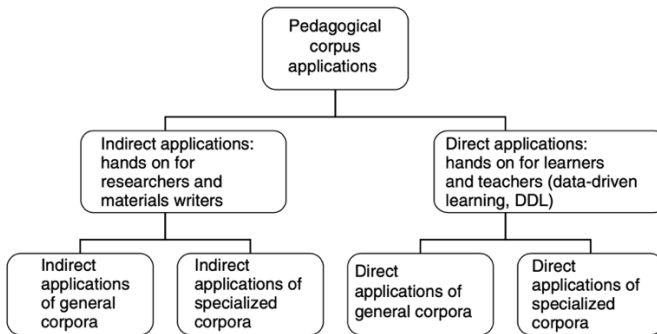 Pedagogical
corpus
applications
Indirect applications:
hands on for
researchers and
materials writers
Direct applications:
hands on for learners
and teachers (data-driven
learning, DDL)
Indirect
applications
of general
corpora
Indirect
applications of
specialized
corpora
Direct
applications
of general corpora
Direct
applications of
specialized
corpora